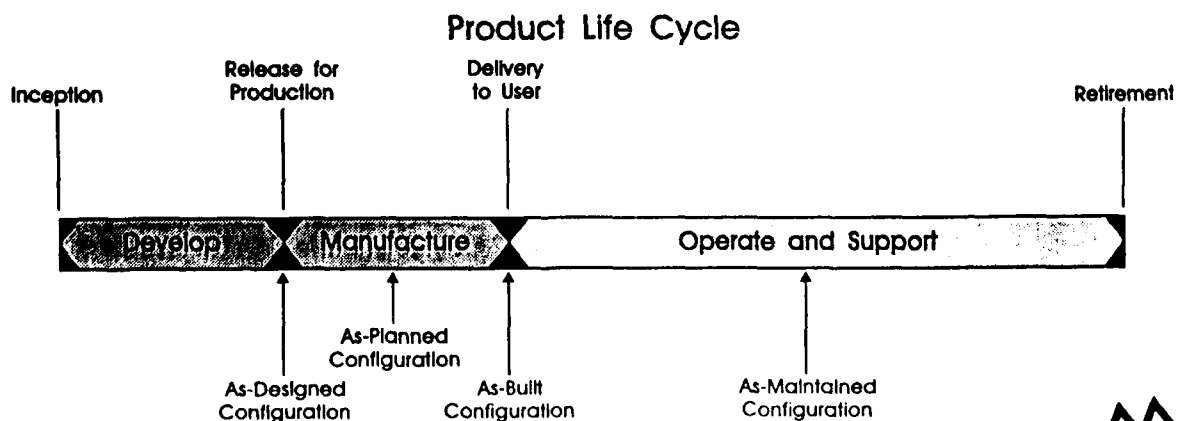 Product Life Cycle
Inception
Release for
Production
Delivery
to User
Retirement
Develop
Manufacture
Operate and Support
As-Planned
Configuration
As-Designed
Configuration
As-Built
Configuration
As-Maintained
Configuration